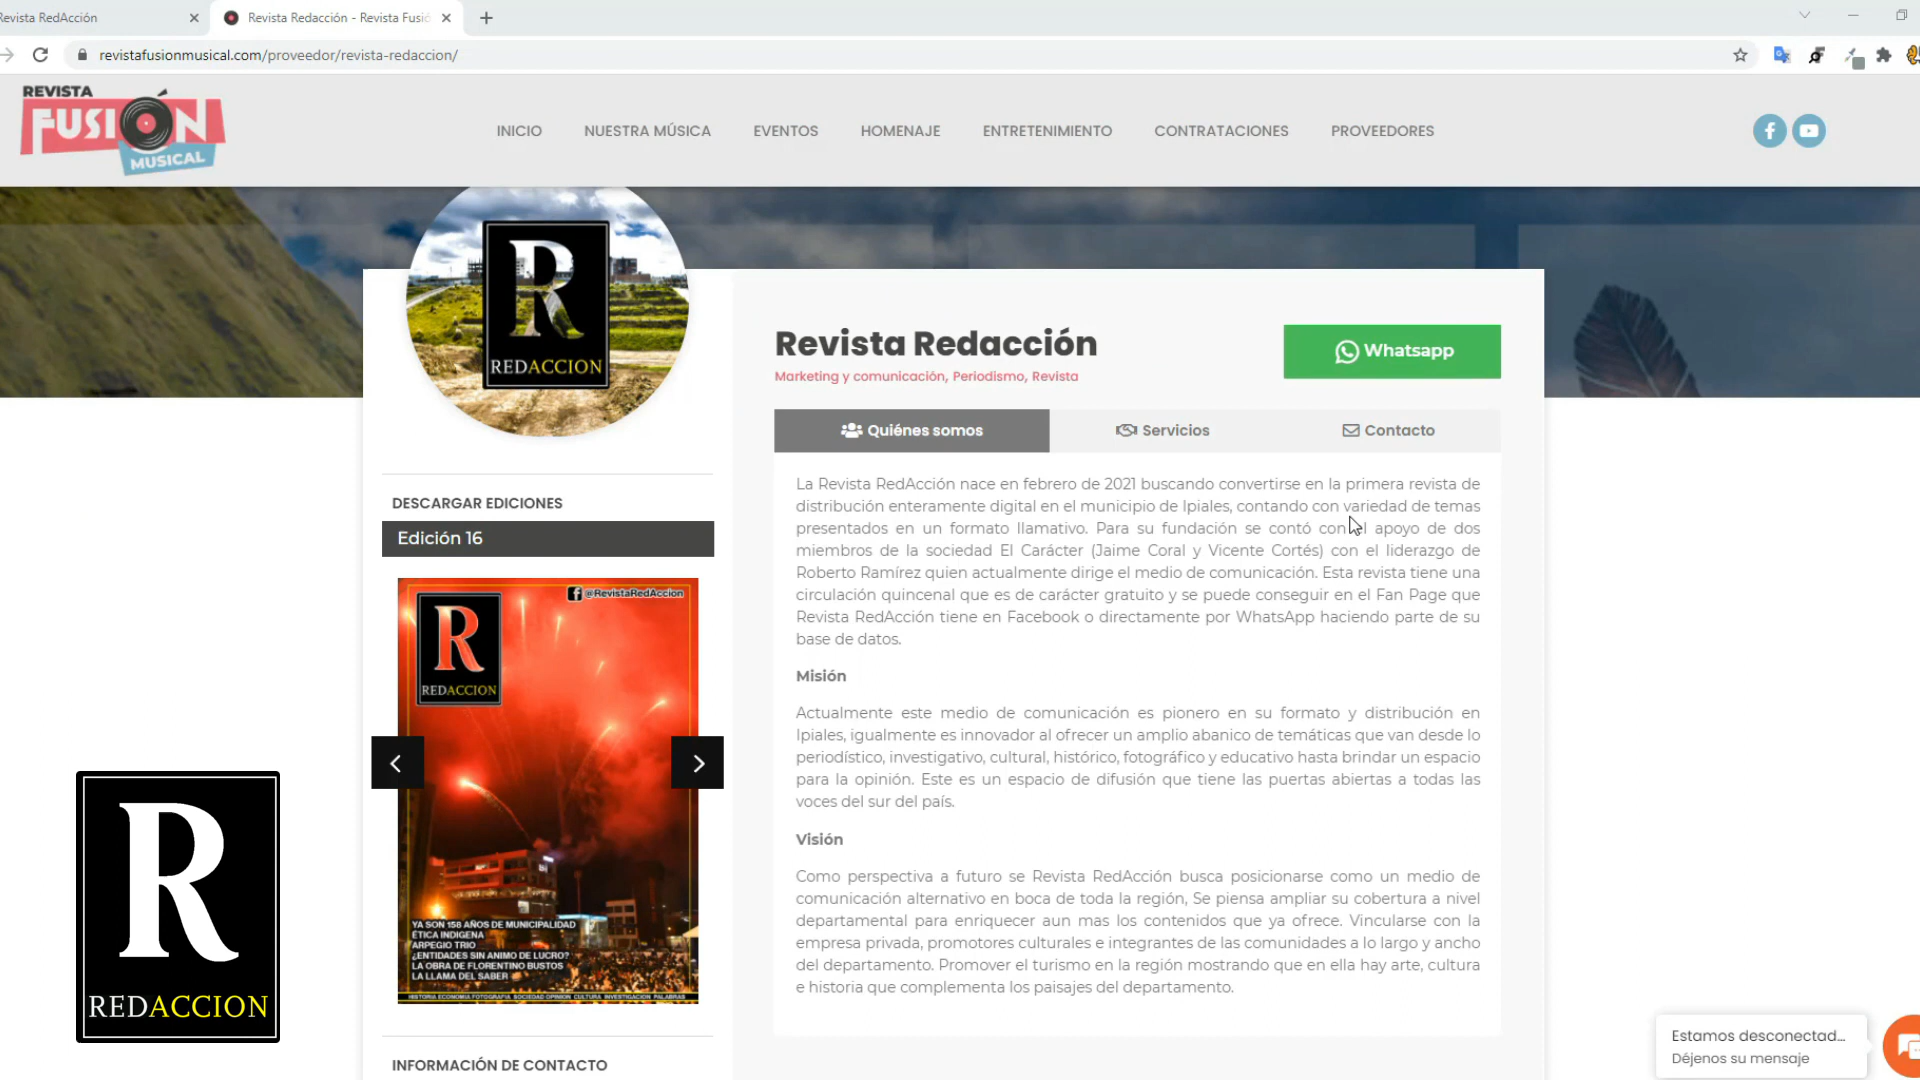 Revista RedAcción
Revista Redacción - Revista Fusió
revistafusionmusical.com/proveedor/revista-redaccion/
REVISTA
FUSIÓN
MUSICAL
INICIO
NUESTRA MÚSICA
EVENTOS
HOMENAJE
ENTRETENIMIENTO
CONTRATACIONES
PROVEEDORES
R
REDACCION
Revista Redacción
Marketing y comunicación, Periodismo, Revista
Whatsapp
Quiénes somos
Servicios
Contacto
La Revista RedAcción nace en febrero de 2021 buscando convertirse en la primera revista de
distribución enteramente digital en el municipio de Ipiales, contando con variedad de temas
presentados en un formato llamativo. Para su fundación se contó con el apoyo de dos
miembros de la sociedad El Carácter (Jaime Coral y Vicente Cortés) con el liderazgo de
Roberto Ramírez quien actualmente dirige el medio de comunicación. Esta revista tiene una
circulación quincenal que es de carácter gratuito y se puede conseguir en el Fan Page que
Revista RedAcción tiene en Facebook o directamente por WhatsApp haciendo parte de su
base de datos.
Misión
Actualmente este medio de comunicación es pionero en su formato y distribución en
Ipiales, igualmente es innovador al ofrecer un amplio abanico de temáticas que van desde lo
periodístico, investigativo, cultural, histórico, fotográfico y educativo hasta brindar un espacio
para la opinión. Este es un espacio de difusión que tiene las puertas abiertas a todas las
voces del sur del país.
Visión
Como perspectiva a futuro se Revista RedAcción busca posicionarse como un medio de
comunicación alternativo en boca de toda la región, Se piensa ampliar su cobertura a nivel
departamental para enriquecer aun mas los contenidos que ya ofrece. Vincularse con la
empresa privada, promotores culturales e integrantes de las comunidades a lo largo y ancho
del departamento. Promover el turismo en la región mostrando que en ella hay arte, cultura
e historia que complementa los paisajes del departamento.
DESCARGAR EDICIONES
Edición 16
@RevistaRedAccion
R
REDACCION
YA SON 158 AÑOS DE MUNICIPALIDAD
ÉTICA INDIGENA
ARPEGIO TRIO
¿ENTIDADES SIN ANIMO DE LUCRO?
LA OBRA DE FLORENTINO BUSTOS
LA LLAMA DEL SABER
HISTORIA ECONOMIA FOTOGRAFIA SOCIEDAD OPINION CULTURA INVESTIGACION PALABRAS
INFORMACIÓN DE CONTACTO
R
REDACCION
Estamos desconectad...
Déjenos su mensaje